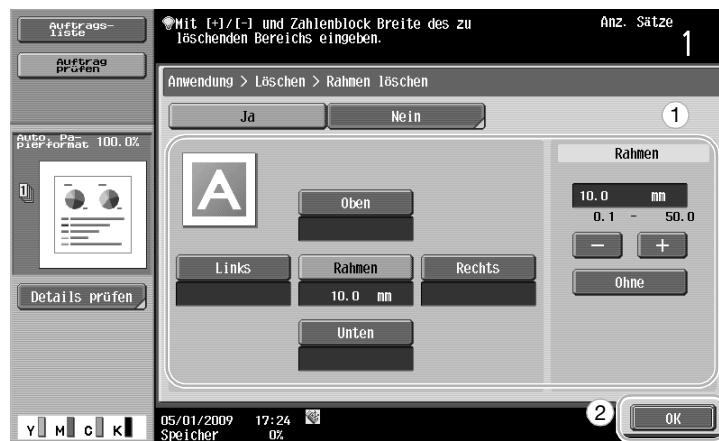 Auftrags-
liste
Auftrag
prüfen
Mit [+]/[-] und Zahlenblock Breite des zu
löschenden Bereichs eingeben.
Anz. Sätze
1
Anwendung > Löschen > Rahmen löschen
Ja
Nein
1
Auto. Pa-
pierformat 100.0%
A
Oben
Links
Rahmen
10.0 mm
Rechts
Unten
Rahmen
10.0 mm
0.1 - 50.0
− +
Ohne
Details prüfen
2
OK
Y M C K
05/01/2009 17:24
Speicher 0%